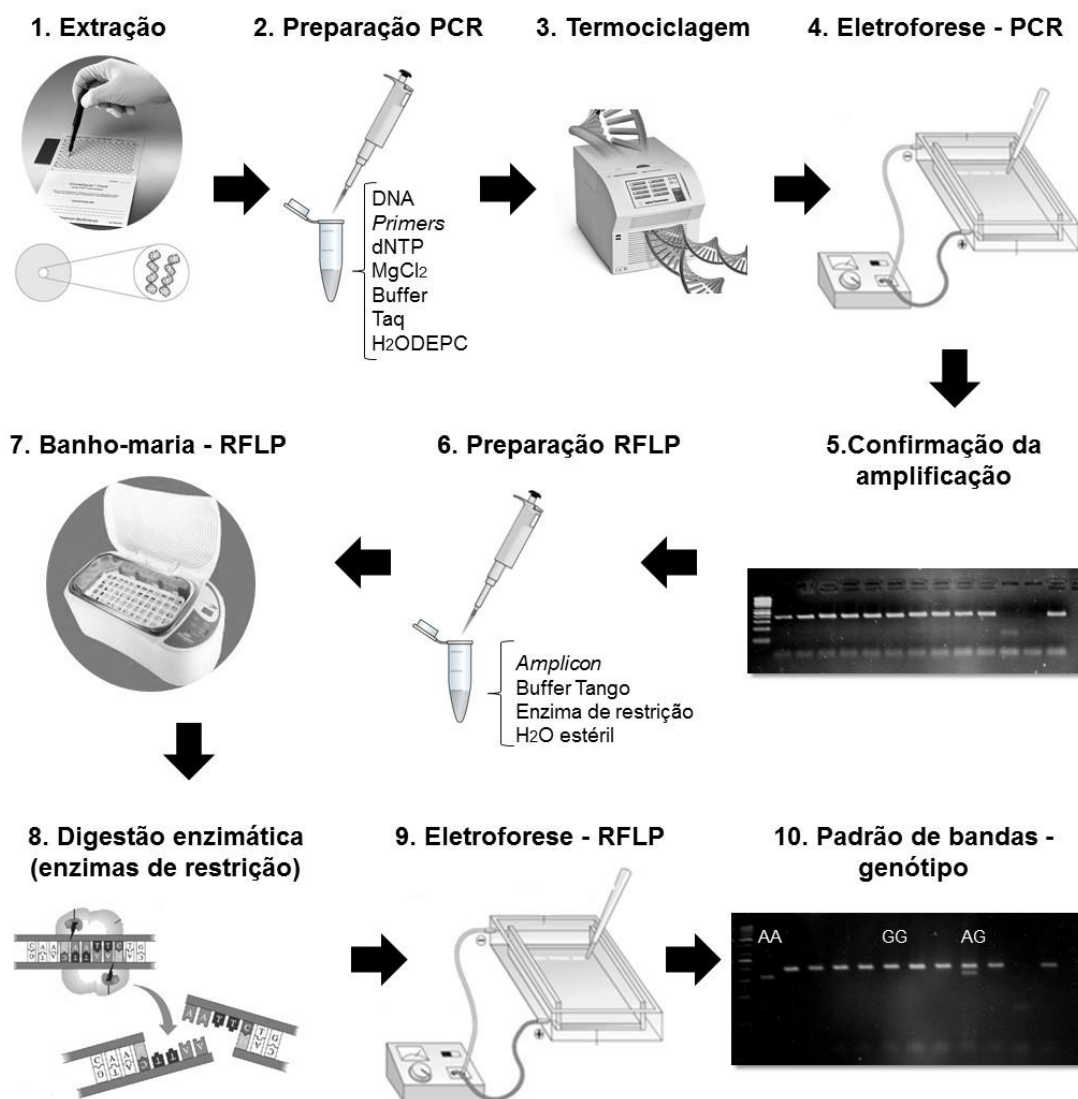 1. Extração
2. Preparação PCR
3. Termociclagem
4. Eletroforese - PCR
DNA
Primers
dNTP
MgCl2
Buffer
Taq
H2ODEPC
5.Confirmação da
amplificação
6. Preparação RFLP
Amplicon
Buffer Tango
Enzima de restrição
H2O estéril
7. Banho-maria - RFLP
8. Digestão enzimática
(enzimas de restrição)
9. Eletroforese - RFLP
10. Padrão de bandas -
genótipo
AA
GG
AG